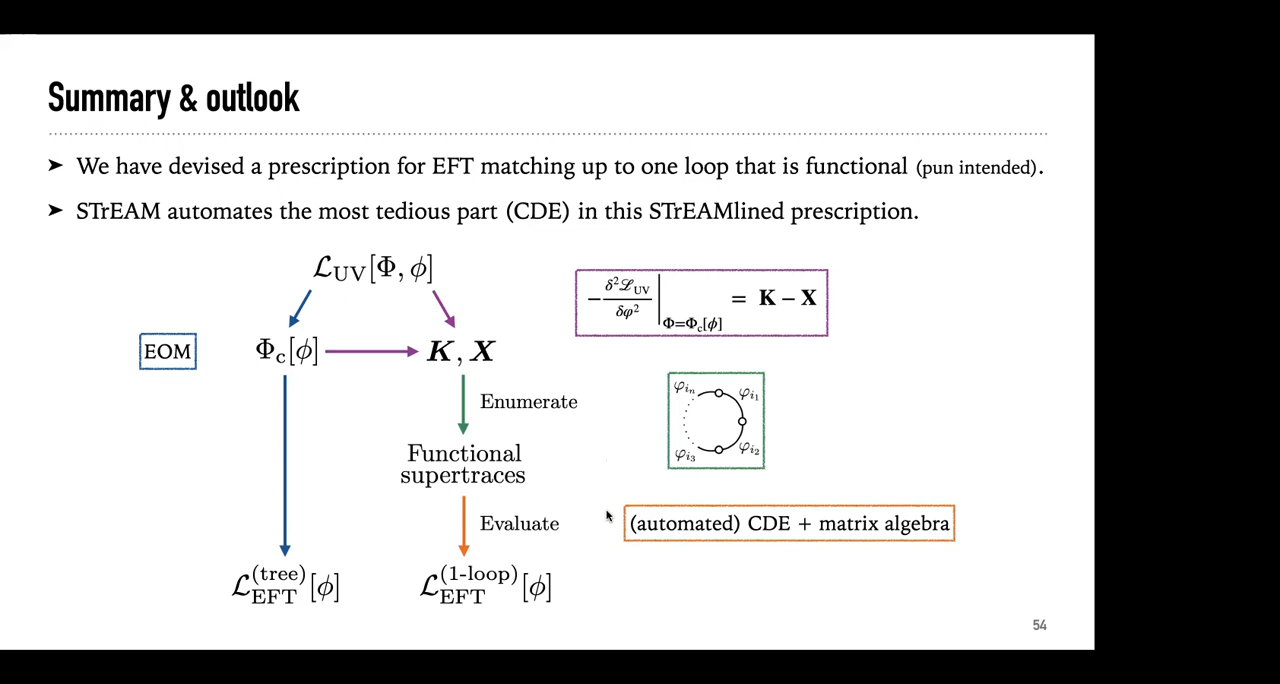 Summary & outlook
➤ We have devised a prescription for EFT matching up to one loop that is functional (pun intended).
➤ STrEAM automates the most tedious part (CDE) in this STrEAMlined prescription.
ℒ_UV[Φ, ϕ]
−δ²ℒ_UV/δφ² |_Φ=Φ_c[ϕ] = K − X
EOM
Φ_c[ϕ]
K, X
Enumerate
φ_iₙ φ_i₁
φ_i₃ φ_i₂
Functional
supertraces
Evaluate
(automated) CDE + matrix algebra
ℒ_EFT^(tree)[ϕ]
ℒ_EFT^(1-loop)[ϕ]
54